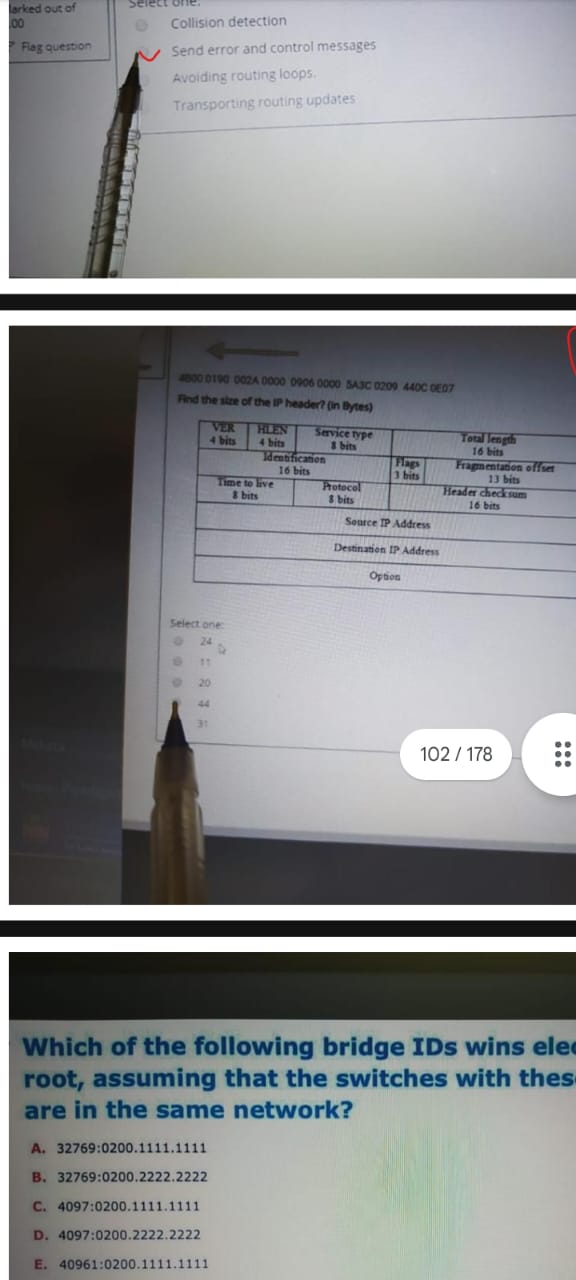 larked out of
.00
Flag question
Select one:
Collision detection
Send error and control messages
Avoiding routing loops.
Transporting routing updates
4B00 0190 002A 0000 0906 0000 5A3C 0209 440C 0E07
Find the size of the IP header? (in Bytes)
VER HLEN Service type Total length
4 bits 4 bits 8 bits 16 bits
Identification Flags Fragmentation offset
16 bits 3 bits 13 bits
Time to live Protocol Header checksum
8 bits 8 bits 16 bits
Source IP Address
Destination IP Address
Option
Select one:
24
11
20
44
31
102 / 178
Which of the following bridge IDs wins elec
root, assuming that the switches with thes
are in the same network?
A. 32769:0200.1111.1111
B. 32769:0200.2222.2222
C. 4097:0200.1111.1111
D. 4097:0200.2222.2222
E. 40961:0200.1111.1111